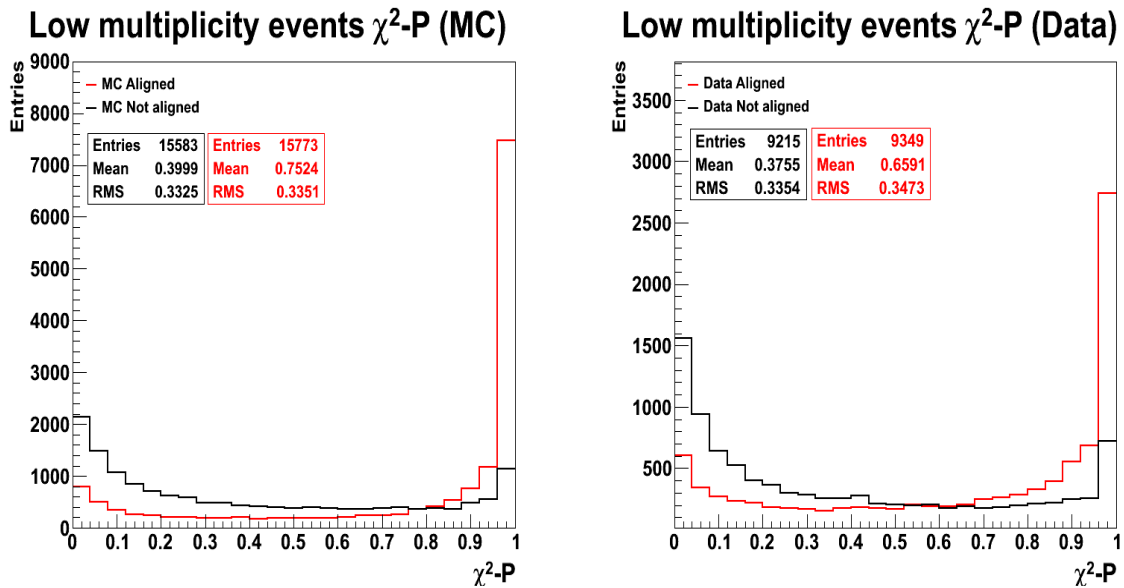 Low multiplicity events χ²-P (MC)
Entries
9000
8000
7000
6000
5000
4000
3000
2000
1000
0
MC Aligned
MC Not aligned
Entries 15583
Mean 0.3999
RMS 0.3325
Entries 15773
Mean 0.7524
RMS 0.3351
0 0.1 0.2 0.3 0.4 0.5 0.6 0.7 0.8 0.9 1
χ²-P
Low multiplicity events χ²-P (Data)
Entries
3500
3000
2500
2000
1500
1000
500
Data Aligned
Data Not aligned
Entries 9215
Mean 0.3755
RMS 0.3354
Entries 9349
Mean 0.6591
RMS 0.3473
0 0.1 0.2 0.3 0.4 0.5 0.6 0.7 0.8 0.9 1
χ²-P